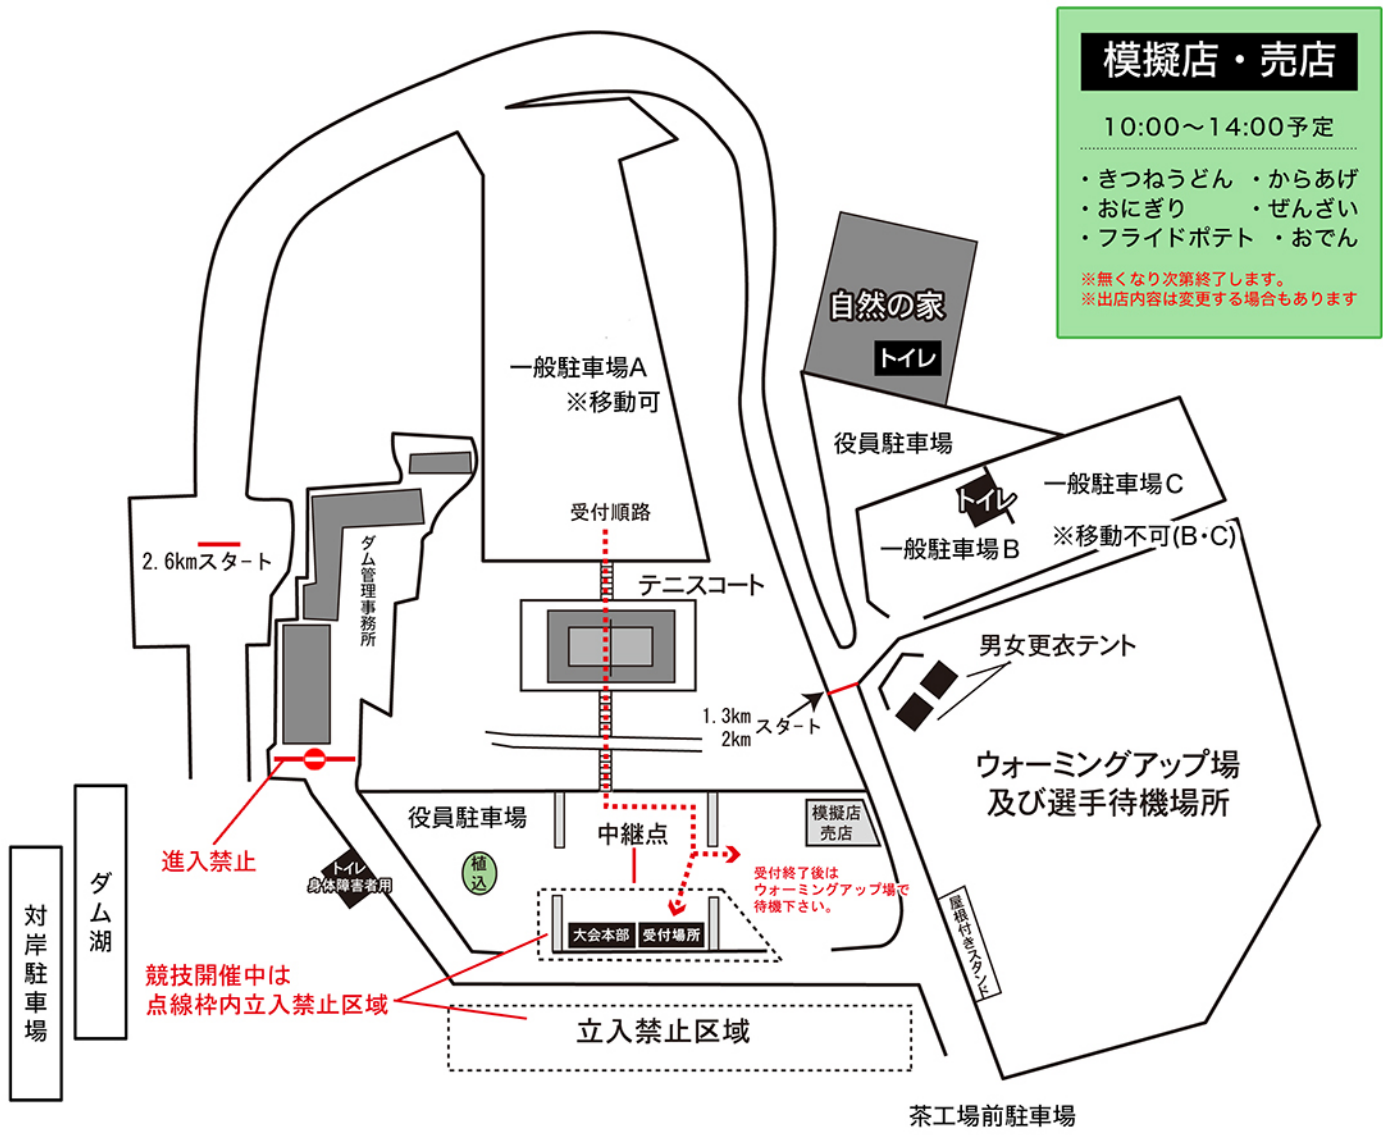 模擬店・売店
10:00～14:00予定
・きつねうどん ・からあげ
・おにぎり ・ぜんざい
・フライドポテト ・おでん
※無くなり次第終了します。
※出店内容は変更する場合もあります
自然の家
トイレ
一般駐車場A
※移動可
役員駐車場
一般駐車場C
トイレ
※移動不可(B・C)
一般駐車場B
受付順路
2.6kmスタート
ダム管理事務所
テニスコート
男女更衣テント
1.3km
2km
スタート
ウォーミングアップ場
及び選手待機場所
役員駐車場
中継点
模擬店
売店
進入禁止
トイレ
身体障害者用
植込
受付終了後は
ウォーミングアップ場で
待機下さい。
ダム湖
対岸駐車場
大会本部
受付場所
屋根付きスタンド
競技開催中は
点線枠内立入禁止区域
立入禁止区域
茶工場前駐車場